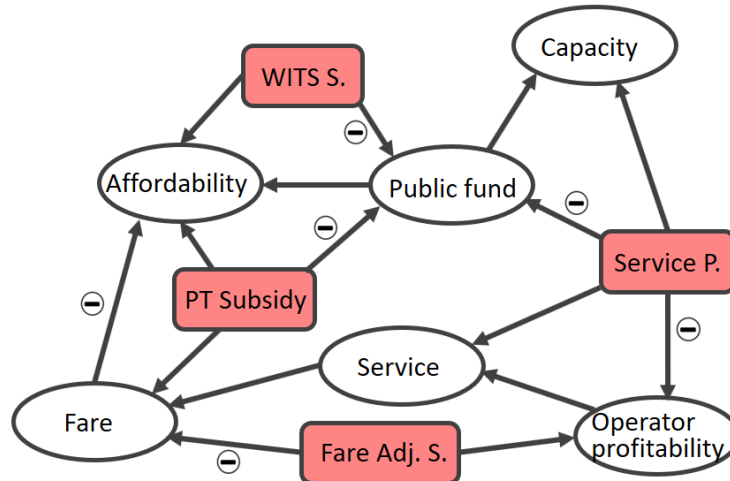 Capacity
WITS S.
Affordability
Public fund
Service P.
PT Subsidy
Service
Fare
Operator
profitability
Fare Adj. S.